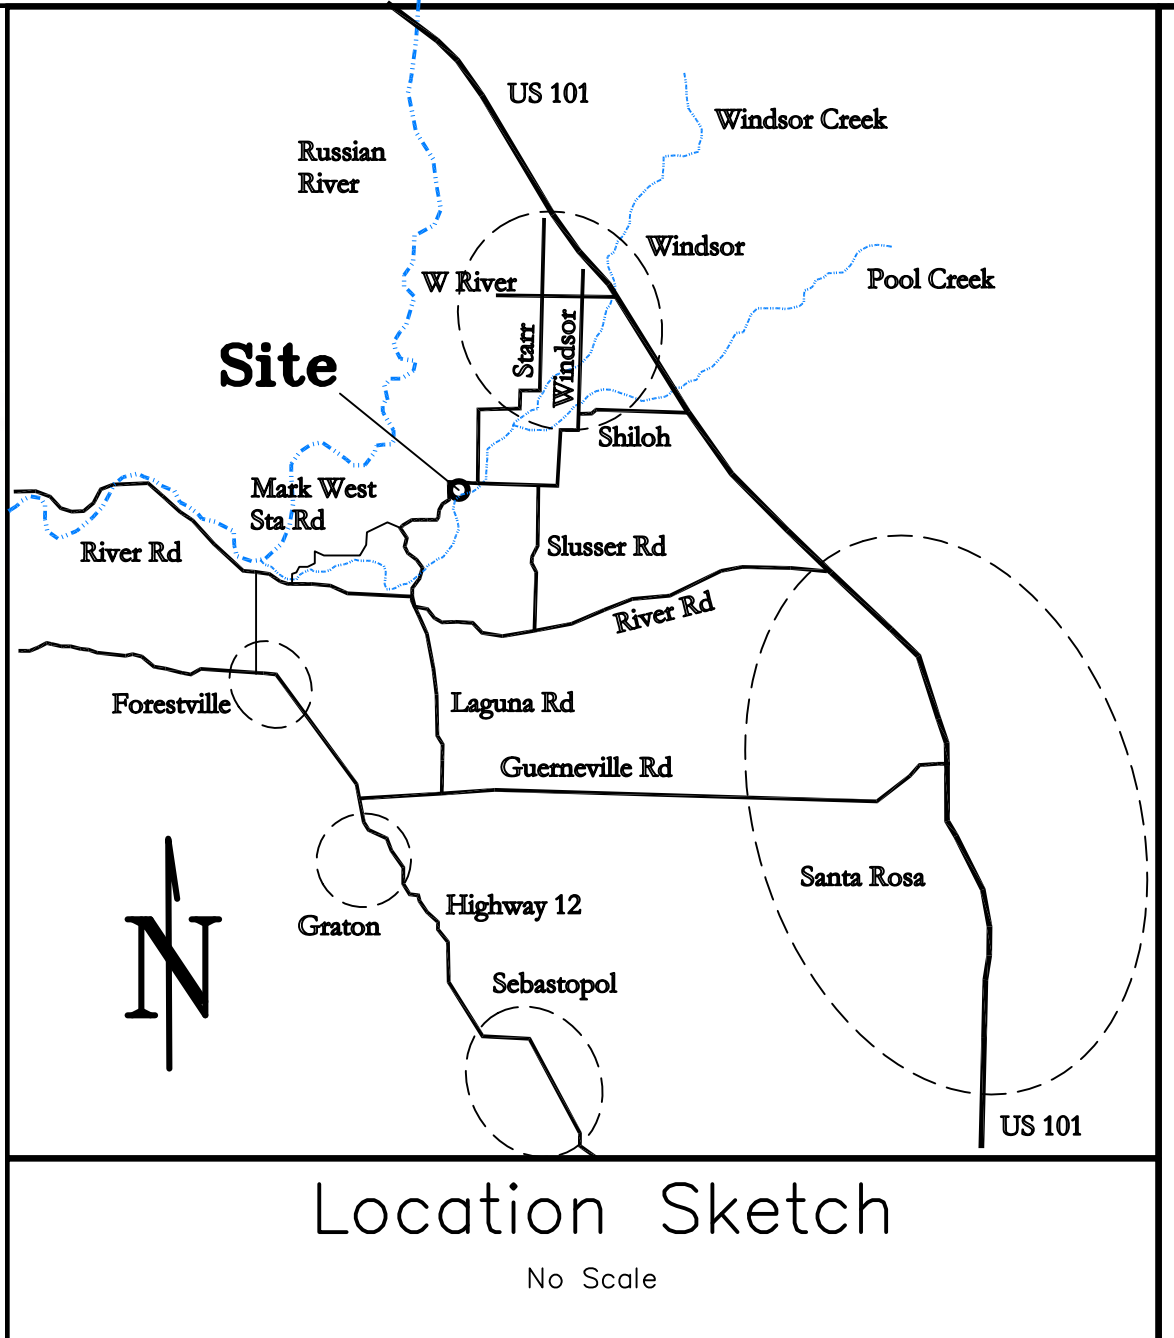 US 101
Windsor Creek
Russian
River
Windsor
W River
Pool Creek
Starr
Windsor
Site
Shiloh
Mark West
Sta Rd
River Rd
Slusser Rd
River Rd
Forestville
Laguna Rd
Guerneville Rd
Santa Rosa
Highway 12
Graton
N
Sebastopol
US 101
Location Sketch
No Scale